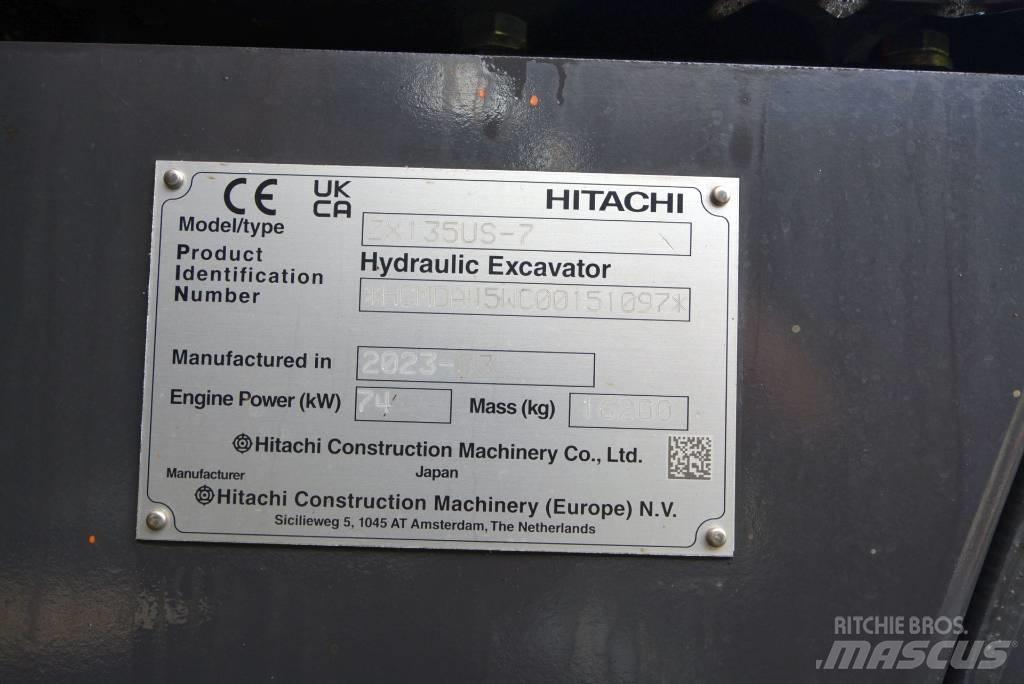 CE UK CA HITACHI
Model/type ZX135US-7
Hydraulic Excavator
Product
Identification
Number
Manufactured in 2023-
Engine Power (kW) 74 Mass (kg)
Hitachi Construction Machinery Co., Ltd.
Manufacturer Japan
Hitachi Construction Machinery (Europe) N.V.
Sicilieweg 5, 1045 AT Amsterdam, The Netherlands
RITCHIE BROS.
MASCUS